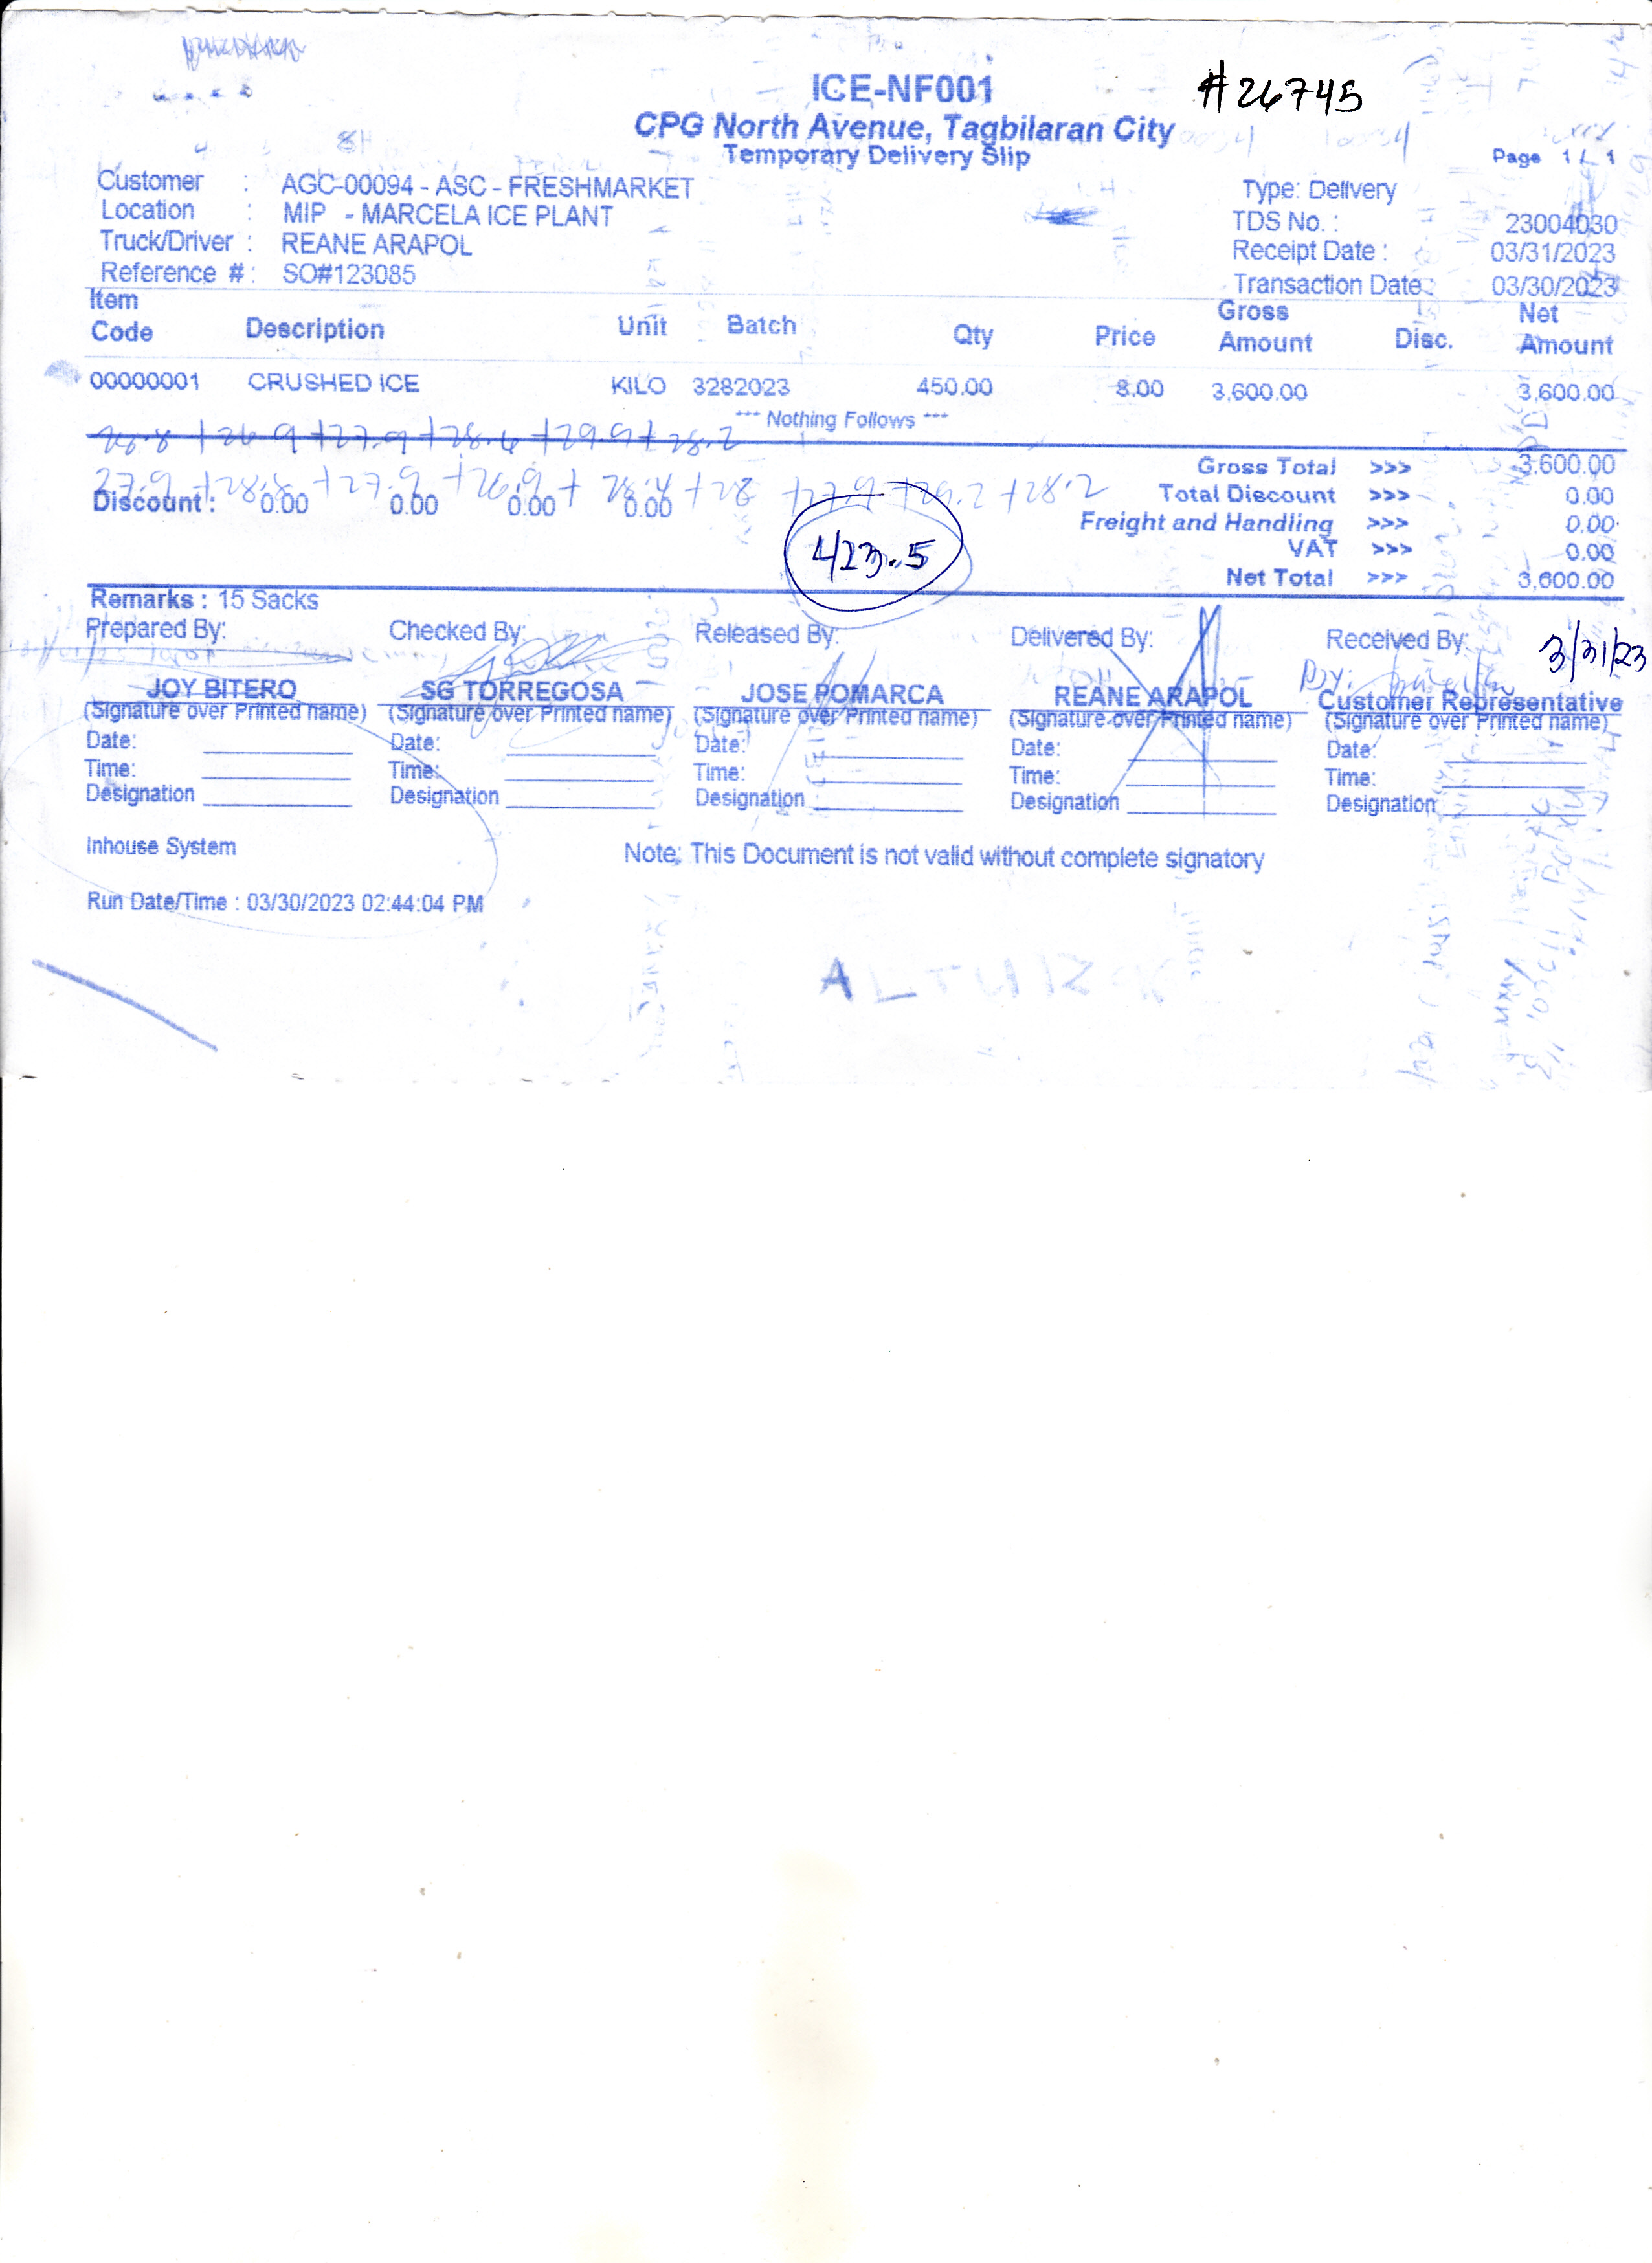 ICE-NF001 #26745
CPG North Avenue, Tagbilaran City
Temporary Delivery Slip
Page 1 / 1
Customer : AGC-00094 - ASC - FRESHMARKET Type: Delivery
Location : MIP - MARCELA ICE PLANT TDS No. : 23004030
Truck/Driver : REANE ARAPOL Receipt Date : 03/31/2023
Reference # : SO#123085 Transaction Date : 03/30/2023
Item Code Description Unit Batch Qty Price Gross Amount Disc. Net Amount
00000001 CRUSHED ICE KILO 3282023 450.00 8.00 3,600.00 3,600.00
*** Nothing Follows ***
+26.9 +27.9 +28.4 +29.9 + 28.2
27.9 +28.8 +27.9 +26.9 + 28.4 +28 +27.9 +29.2 +28.2
Gross Total >>> 3,600.00
Discount : 0.00 0.00 0.00 0.00 Total Discount >>> 0.00
Freight and Handling >>> 0.00
423.5
VAT >>> 0.00
Net Total >>> 3,600.00
Remarks : 15 Sacks
Prepared By: Checked By: Released By: Delivered By: Received By: 3/31/23
JOY BITERO SG TORREGOSA JOSE POMARCA REANE ARAPOL Customer Representative
(Signature over Printed name) (Signature over Printed name) (Signature over Printed name) (Signature over Printed name) (Signature over Printed name)
Date: Date: Date: Date: Date:
Time: Time: Time: Time: Time:
Designation Designation Designation Designation Designation
Inhouse System Note: This Document is not valid without complete signatory
Run Date/Time : 03/30/2023 02:44:04 PM